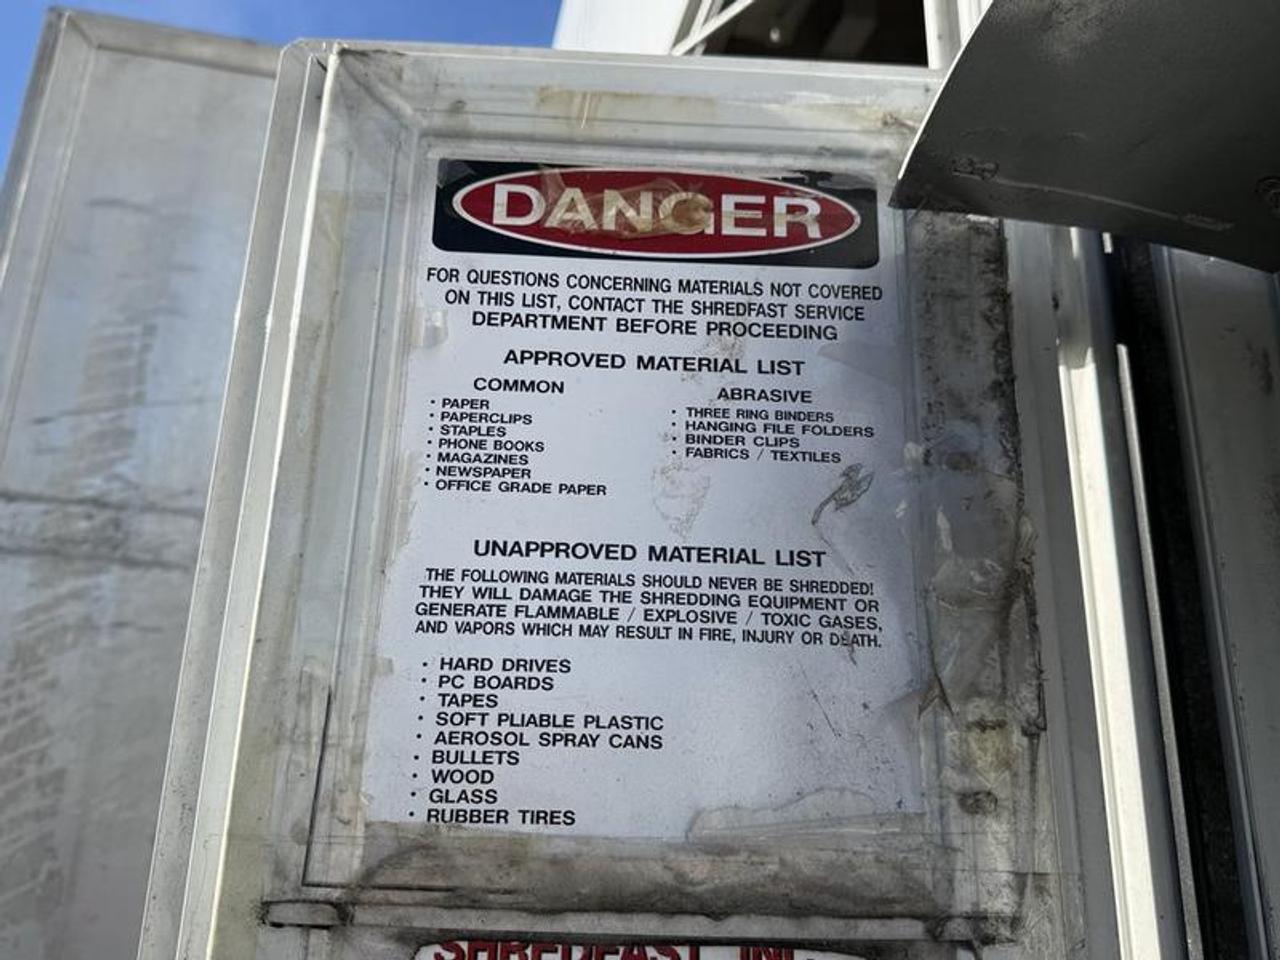 DANGER
FOR QUESTIONS CONCERNING MATERIALS NOT COVERED
ON THIS LIST, CONTACT THE SHREDFAST SERVICE
DEPARTMENT BEFORE PROCEEDING
APPROVED MATERIAL LIST
COMMON
• PAPER
• PAPERCLIPS
• STAPLES
• PHONE BOOKS
• MAGAZINES
• NEWSPAPER
• OFFICE GRADE PAPER
ABRASIVE
• THREE RING BINDERS
• HANGING FILE FOLDERS
• BINDER CLIPS
• FABRICS / TEXTILES
UNAPPROVED MATERIAL LIST
THE FOLLOWING MATERIALS SHOULD NEVER BE SHREDDED!
THEY WILL DAMAGE THE SHREDDING EQUIPMENT OR
GENERATE FLAMMABLE / EXPLOSIVE / TOXIC GASES,
AND VAPORS WHICH MAY RESULT IN FIRE, INJURY OR DEATH.
• HARD DRIVES
• PC BOARDS
• TAPES
• SOFT PLIABLE PLASTIC
• AEROSOL SPRAY CANS
• BULLETS
• WOOD
• GLASS
• RUBBER TIRES
SHREDFAST INC.